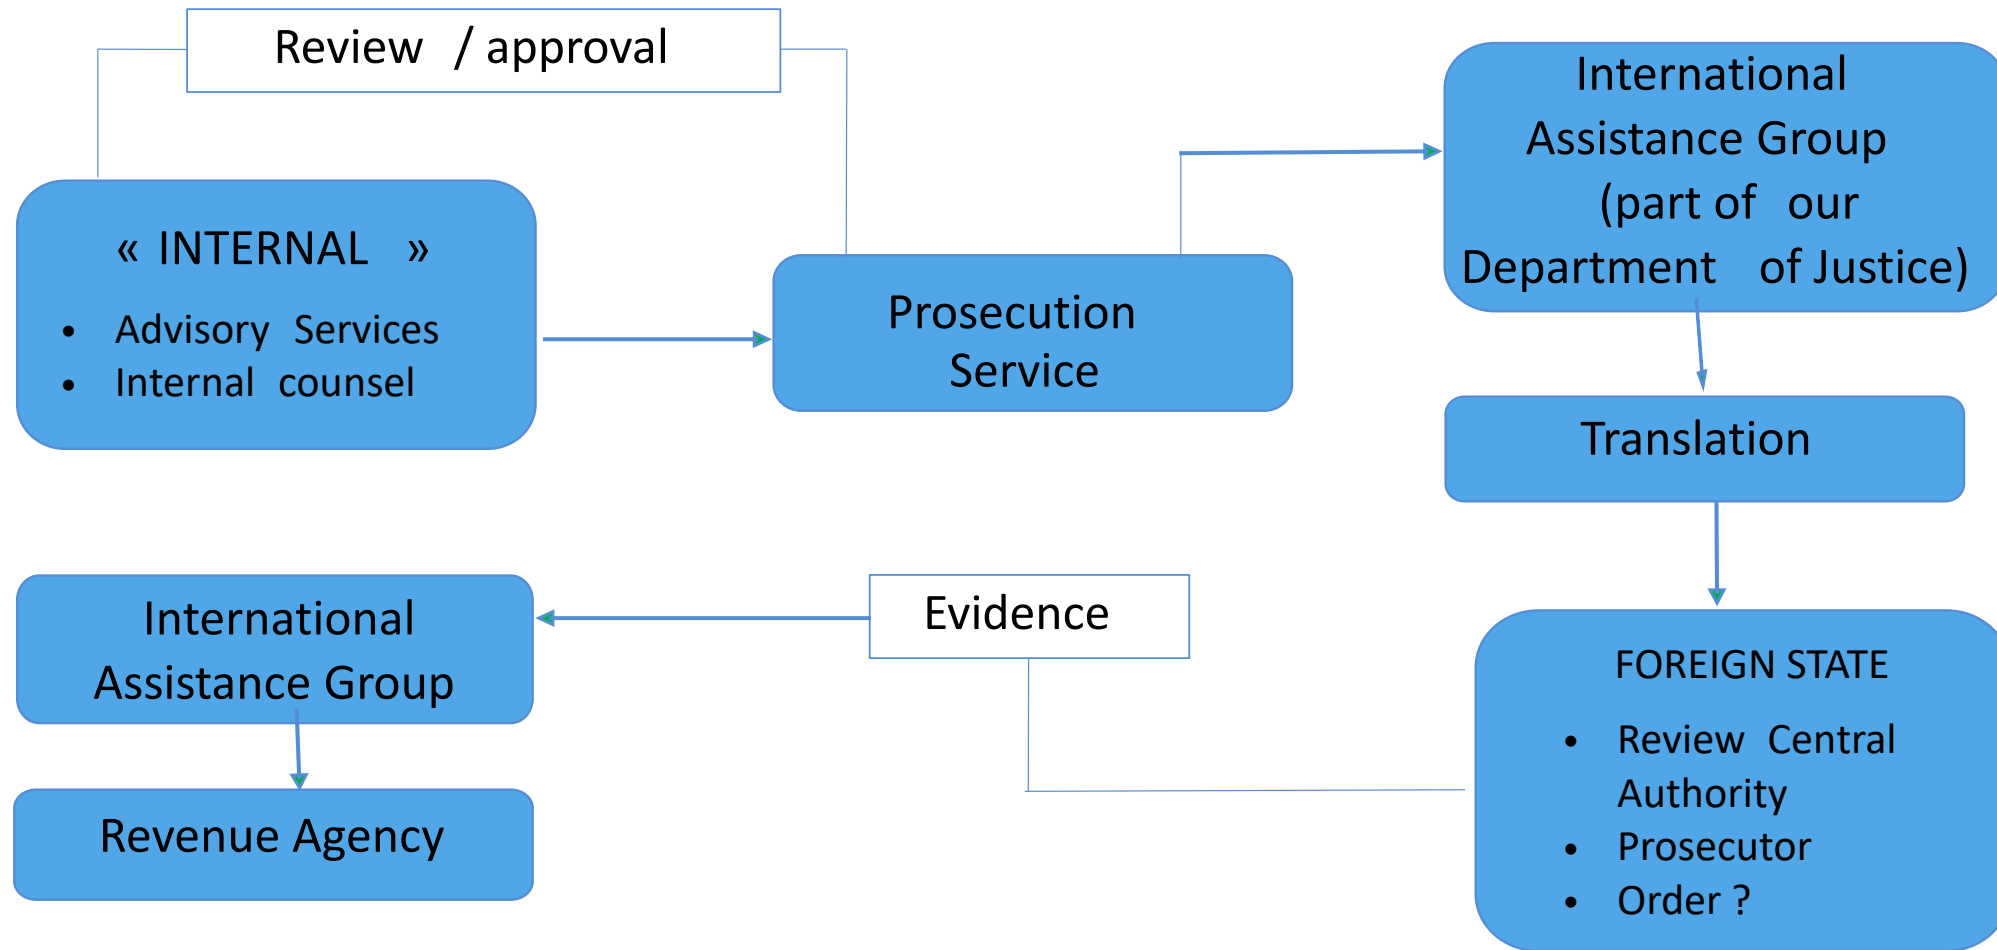 Review / approval
« INTERNAL »
• Advisory Services
• Internal counsel
Prosecution
Service
International
Assistance Group
(part of our
Department of Justice)
Translation
FOREIGN STATE
• Review Central
Authority
• Prosecutor
• Order ?
Evidence
International
Assistance Group
Revenue Agency